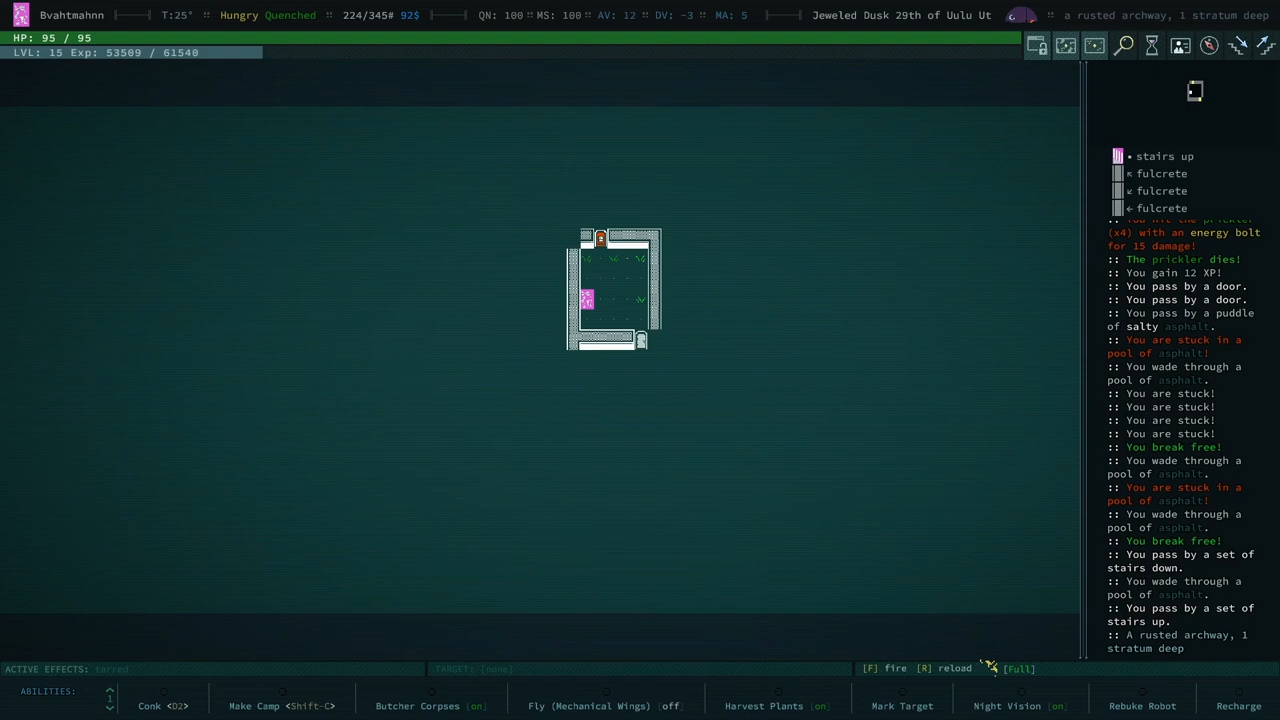 Bvahtmahn T:25° :: Hungry Quenched :: 224/345# 92$ QN: 100 :: MS: 100 :: AV: 12 :: DV: -3 :: MA: 5 Jeweled Dusk 29th of Uulu Ut :: a rusted archway, 1 stratum deep
HP: 95 / 95
LVL: 15 Exp: 53509 / 61540
stairs up
fulcrete
fulcrete
fulcrete
:: You hit the prickler
(x4) with an energy bolt
for 15 damage!
:: The prickler dies!
:: You gain 12 XP!
:: You pass by a door.
:: You pass by a door.
:: You pass by a puddle
of salty asphalt.
:: You are stuck in a
pool of asphalt!
:: You wade through a
pool of asphalt.
:: You are stuck!
:: You are stuck!
:: You are stuck!
:: You are stuck!
:: You break free!
:: You wade through a
pool of asphalt.
:: You are stuck in a
pool of asphalt!
:: You wade through a
pool of asphalt.
:: You break free!
:: You pass by a set of
stairs down.
:: You wade through a
pool of asphalt.
:: You pass by a set of
stairs up.
:: A rusted archway, 1
stratum deep
ACTIVE EFFECTS: tarred TARGET: [none] [F] fire [R] reload [Full]
ABILITIES: 1 Conk <D2> Make Camp <Shift-C> Butcher Corpses [on] Fly (Mechanical Wings) [off] Harvest Plants [on] Mark Target Night Vision [on] Rebuke Robot Recharge